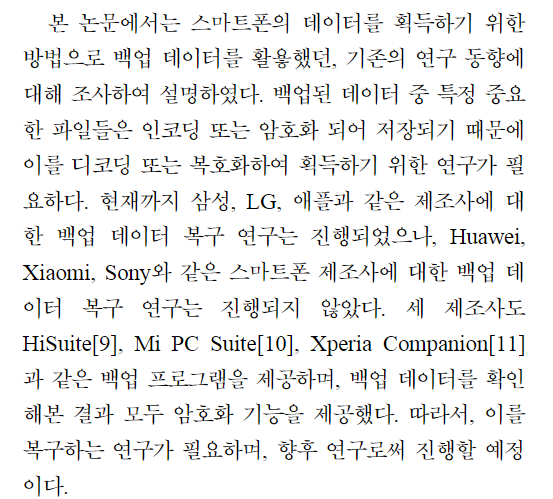 본 논문에서는 스마트폰의 데이터를 획득하기 위한
방법으로 백업 데이터를 활용했던, 기존의 연구 동향에
대해 조사하여 설명하였다. 백업된 데이터 중 특정 중요
한 파일들은 인코딩 또는 암호화 되어 저장되기 때문에
이를 디코딩 또는 복호화하여 획득하기 위한 연구가 필
요하다. 현재까지 삼성, LG, 애플과 같은 제조사에 대
한 백업 데이터 복구 연구는 진행되었으나, Huawei,
Xiaomi, Sony와 같은 스마트폰 제조사에 대한 백업 데
이터 복구 연구는 진행되지 않았다. 세 제조사도
HiSuite[9], Mi PC Suite[10], Xperia Companion[11]
과 같은 백업 프로그램을 제공하며, 백업 데이터를 확인
해본 결과 모두 암호화 기능을 제공했다. 따라서, 이를
복구하는 연구가 필요하며, 향후 연구로써 진행할 예정
이다.